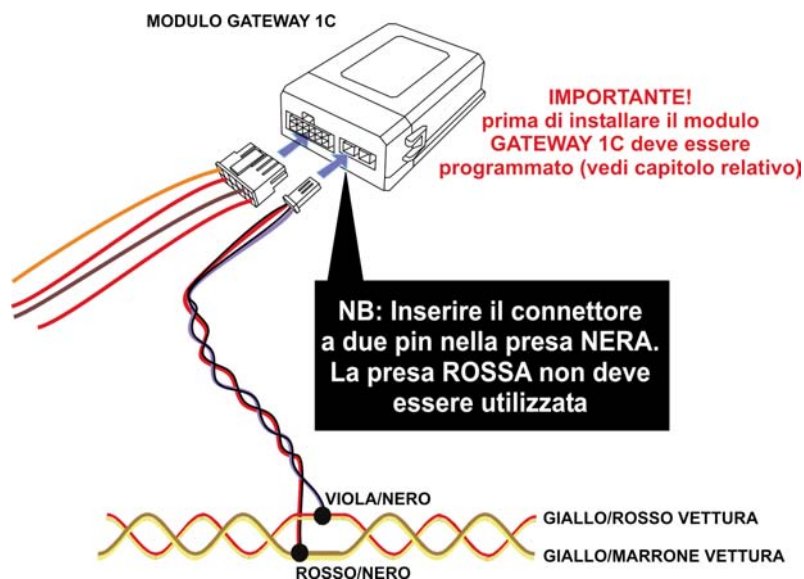 MODULO GATEWAY 1C
IMPORTANTE!
prima di installare il modulo
GATEWAY 1C deve essere
programmato (vedi capitolo relativo)
NB: Inserire il connettore
a due pin nella presa NERA.
La presa ROSSA non deve
essere utilizzata
VIOLA/NERO
GIALLO/ROSSO VETTURA
GIALLO/MARRONE VETTURA
ROSSO/NERO